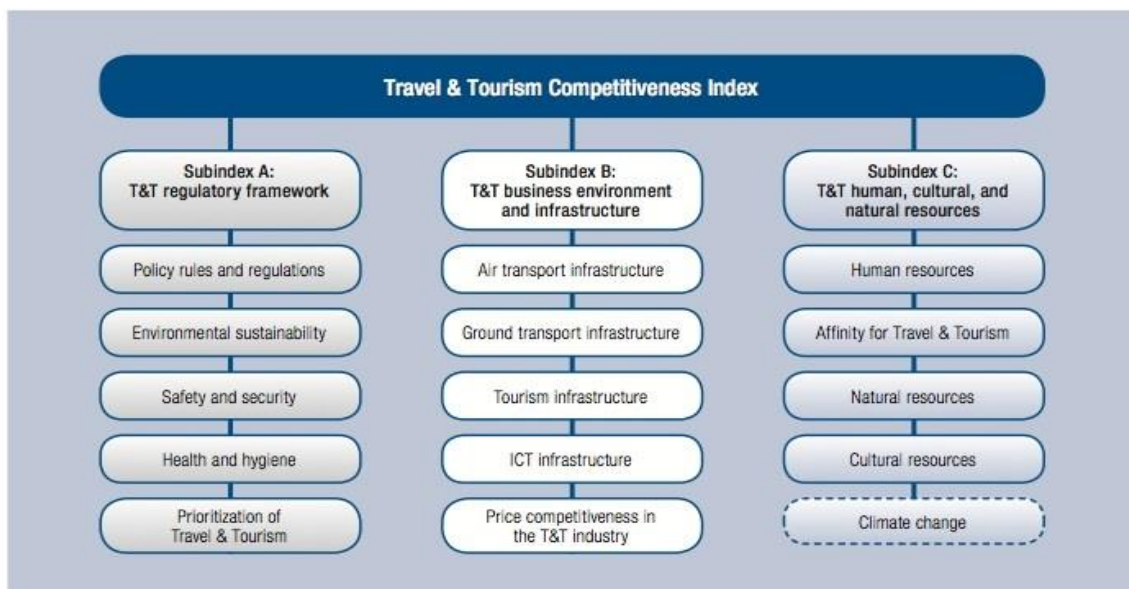 Travel & Tourism Competitiveness Index
Subindex A:
T&T regulatory framework
Policy rules and regulations
Environmental sustainability
Safety and security
Health and hygiene
Prioritization of
Travel & Tourism
Subindex B:
T&T business environment
and infrastructure
Air transport infrastructure
Ground transport infrastructure
Tourism infrastructure
ICT infrastructure
Price competitiveness in
the T&T industry
Subindex C:
T&T human, cultural, and
natural resources
Human resources
Affinity for Travel & Tourism
Natural resources
Cultural resources
Climate change